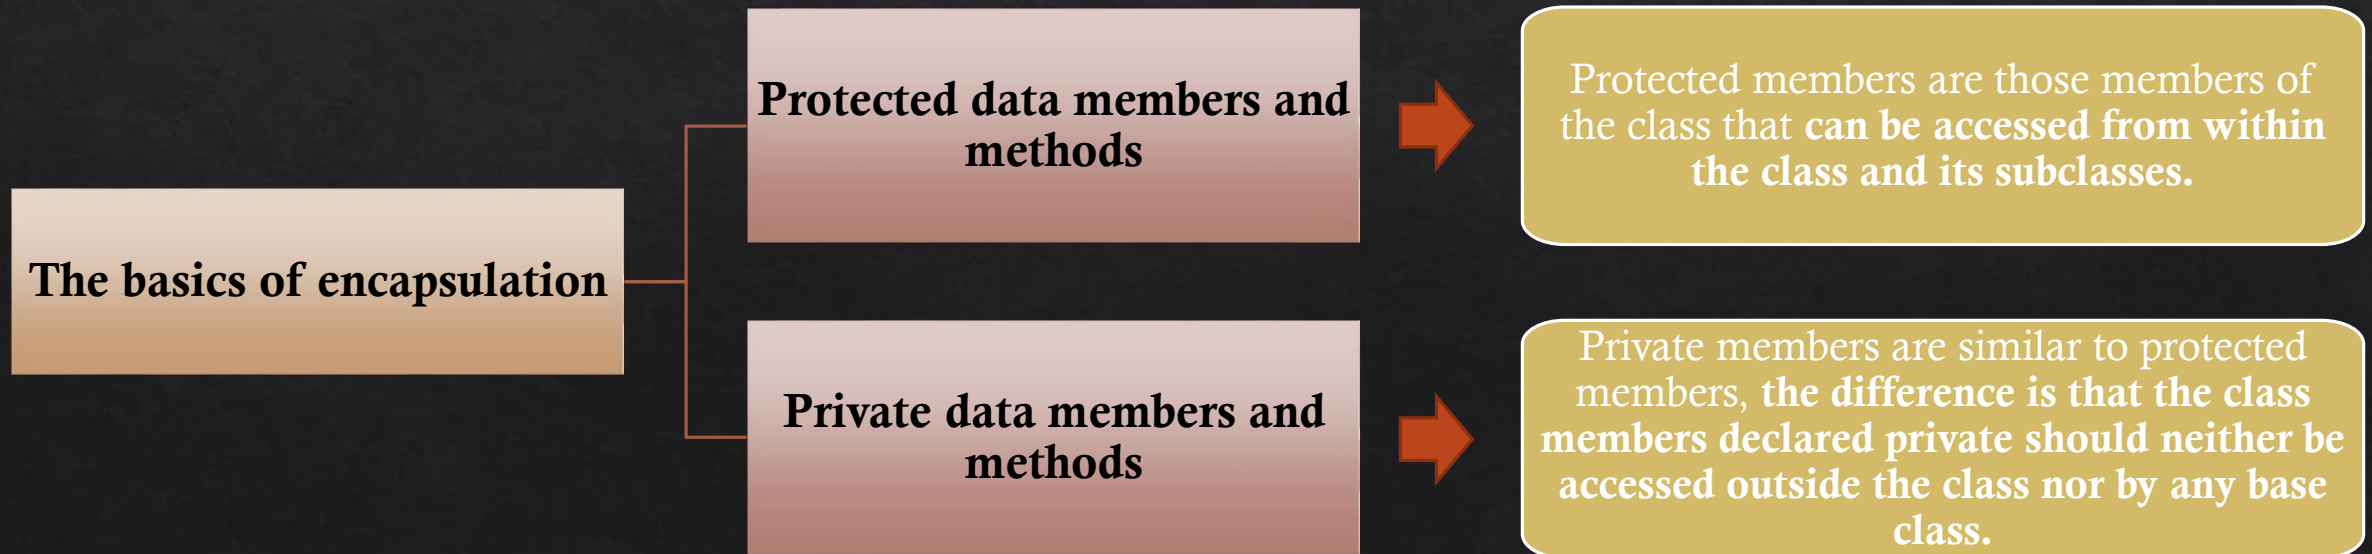 The basics of encapsulation
Protected data members and
methods
Protected members are those members of
the class that can be accessed from within
the class and its subclasses.
Private data members and
methods
Private members are similar to protected
members, the difference is that the class
members declared private should neither be
accessed outside the class nor by any base
class.